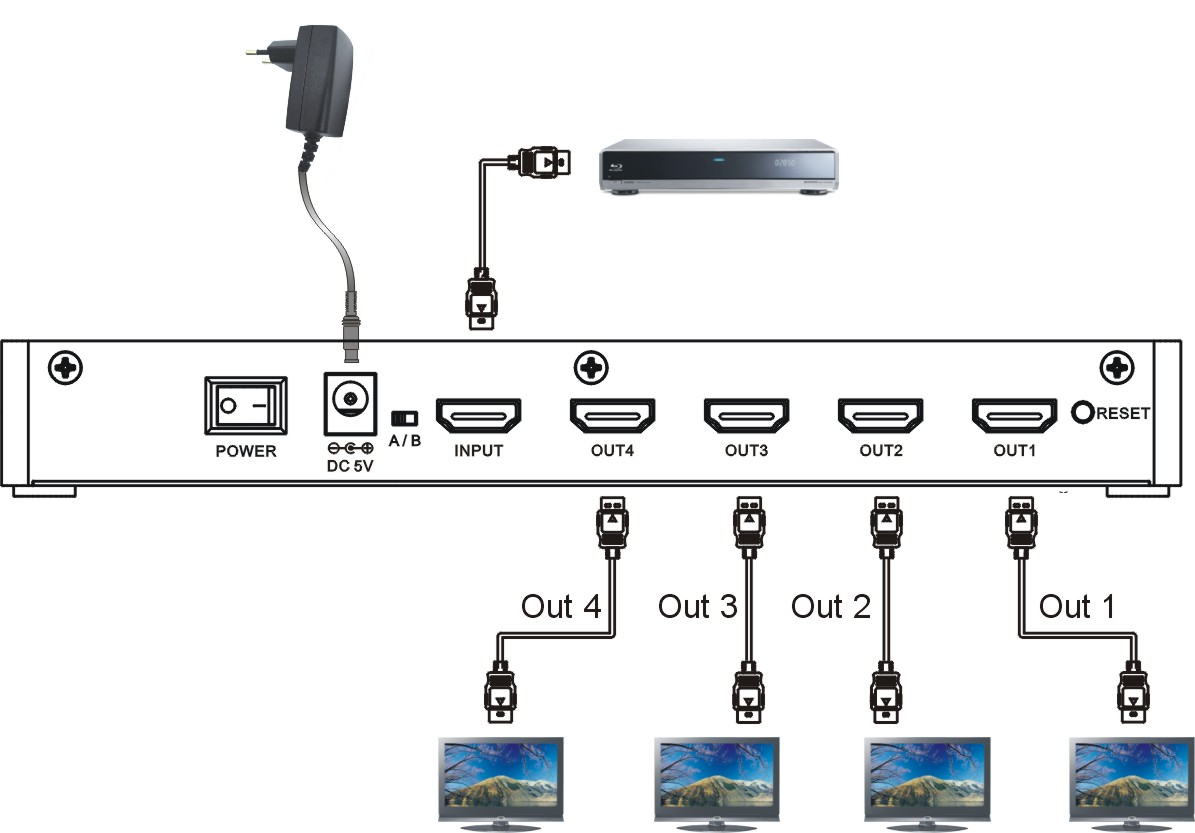 POWER
DC 5V
A / B
INPUT
OUT4
OUT3
OUT2
OUT1
RESET
Out 4
Out 3
Out 2
Out 1